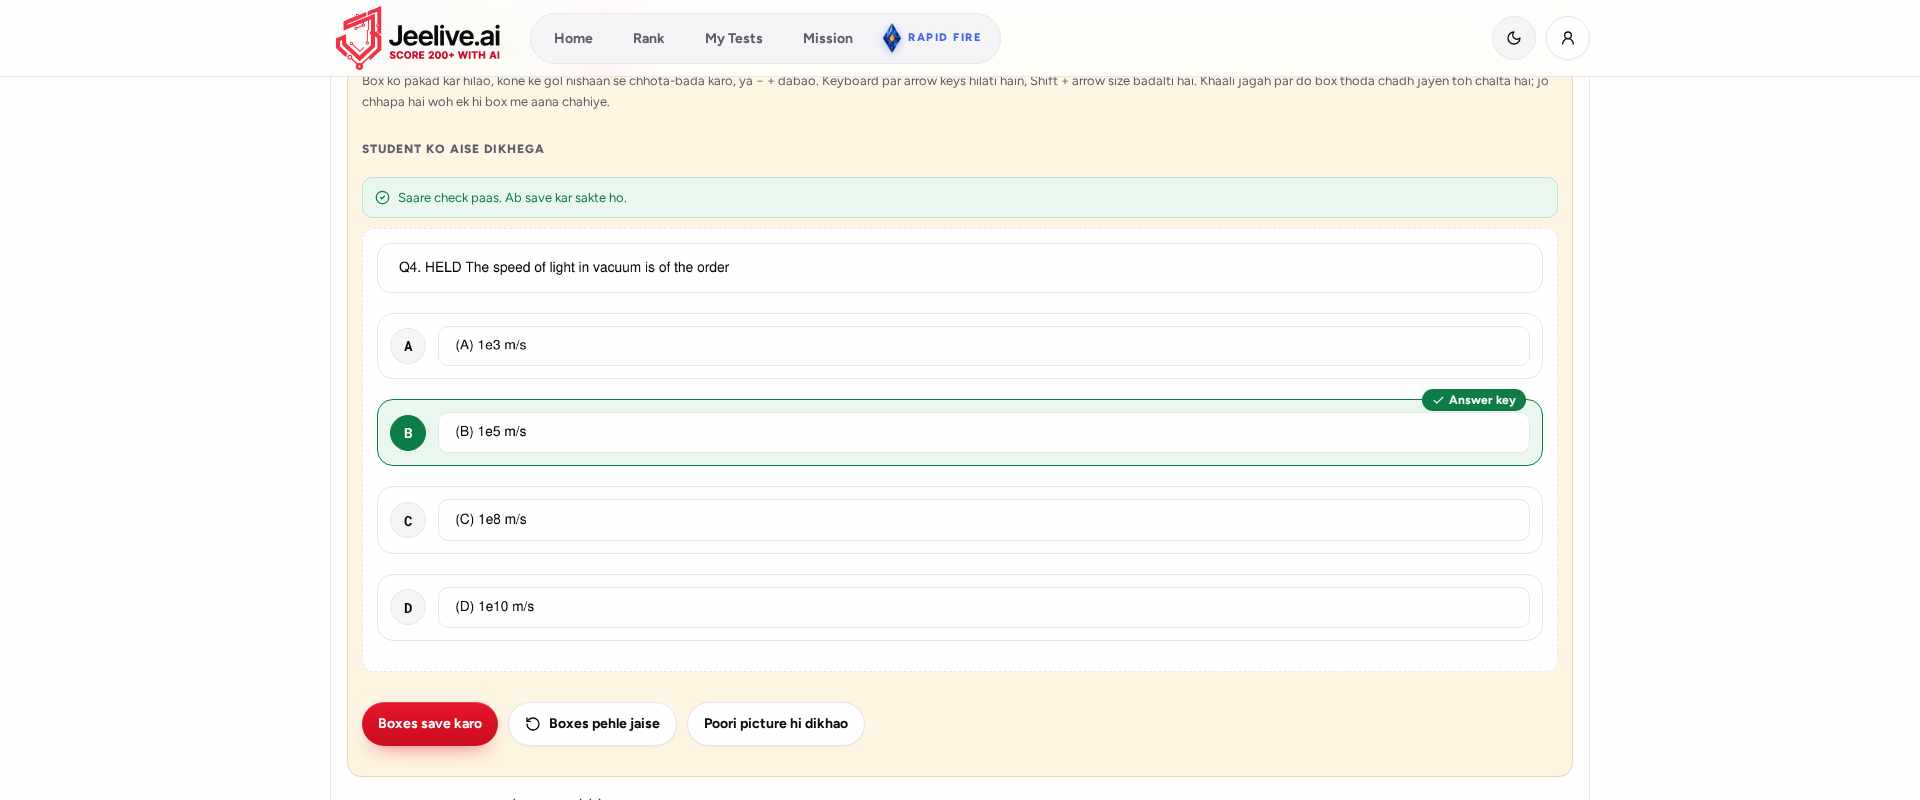 Jeelive.ai
SCORE 200+ WITH AI
Home
Rank
My Tests
Mission
RAPID FIRE
Box ko pakad kar hilao, kone ke gol nishaan se chhota-bada karo, ya − + dabao. Keyboard par arrow keys hilati hain, Shift + arrow size badalti hai. Khaali jagah par do box thoda chadh jayen toh chalta hai; jo
chhapa hai woh ek hi box me aana chahiye.
STUDENT KO AISE DIKHEGA
Saare check paas. Ab save kar sakte ho.
Q4. HELD The speed of light in vacuum is of the order
A
(A) 1e3 m/s
Answer key
B
(B) 1e5 m/s
C
(C) 1e8 m/s
D
(D) 1e10 m/s
Boxes save karo
Boxes pehle jaise
Poori picture hi dikhao